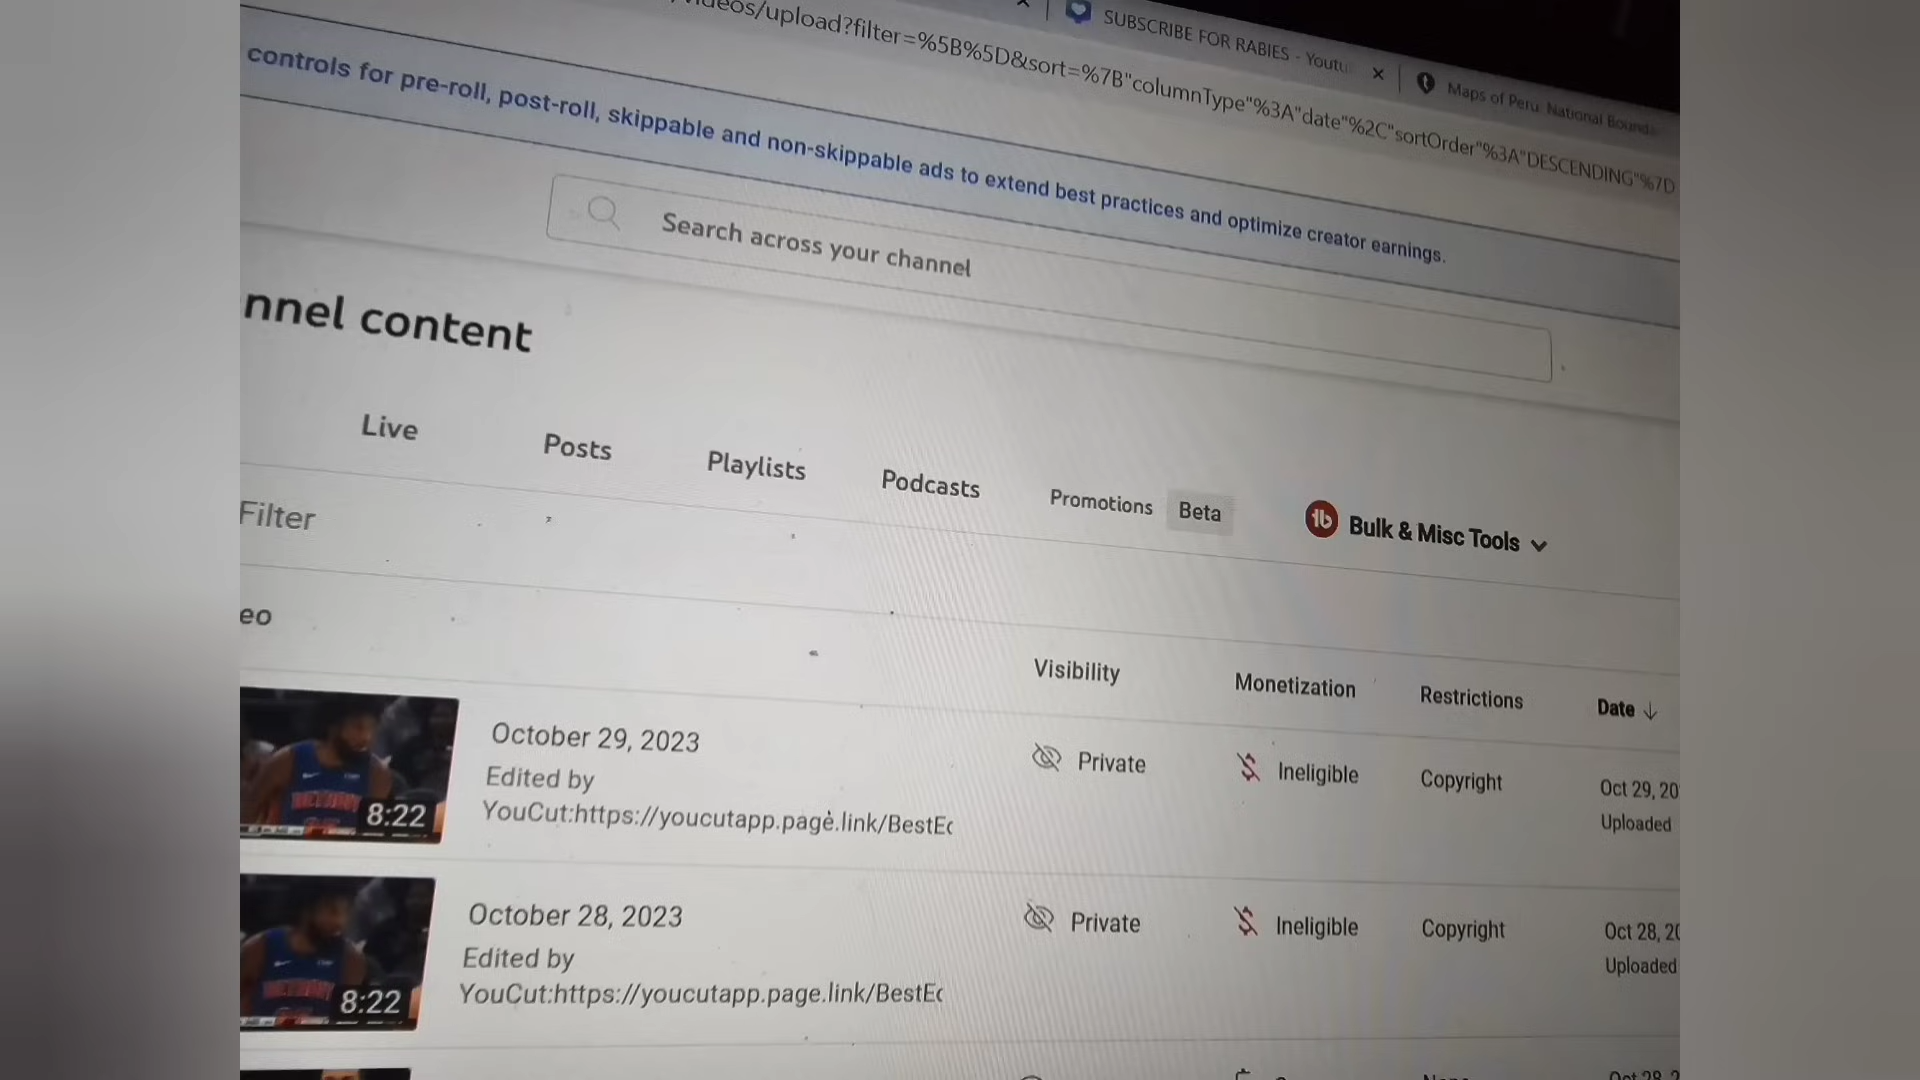 SUBSCRIBE FOR RABIES - Youtu
Maps of Peru National Bound
/videos/upload?filter=%5B%5D&sort=%7B"columnType"%3A"date"%2C"sortOrder"%3A"DESCENDING"%7D
controls for pre-roll, post-roll, skippable and non-skippable ads to extend best practices and optimize creator earnings.
Search across your channel
nnel content
Live Posts Playlists Podcasts Promotions Beta Bulk & Misc Tools
Filter
eo Visibility Monetization Restrictions Date
October 29, 2023 Private Ineligible Copyright Oct 29, 20
Edited by Uploaded
YouCut:https://youcutapp.page.link/BestEc
8:22
October 28, 2023 Private Ineligible Copyright Oct 28, 20
Edited by Uploaded
YouCut:https://youcutapp.page.link/BestEc
8:22